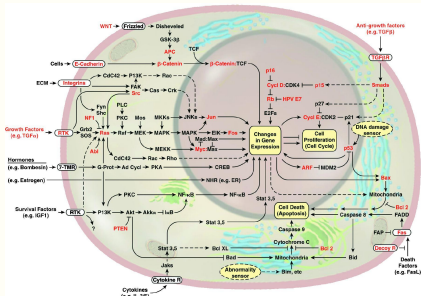 WNT Frizzled Disheveled
GSK-3β
APC TCF
Cells E-Cadherin β-Catenin β-Catenin:TCF
ECM Integrins
CdC42 PI3K Rac
FAK Cas Crk
Src
Fyn
Shc
NF1
PLC
PKC Mos MKKs JNKs Jun
Growth Factors
(e.g. TGFα)
RTK
Grb2
SOS
Ras Raf MEK MAPK MAPK Elk Fos
Abl
MEKK Myc:Max
Mad:Max
CdC42 Rac Rho
Hormones
(e.g. Bombesin)
7-TMR G-Prot Ad Cyc PKA CREB
(e.g. Estrogen) NHR (e.g. ER)
PKC NF-κB NF-κB
Survival Factors
(e.g. IGF1)
RTK PI3K Akt Akkα I-κB
PTEN
?
Stat 3,5 Stat 3,5
Stat 3,5 Bcl XL
Jaks
Cytokine R
Cytokines
Bad Mitochondria Bid
Abnormality
sensor
Bim, etc
Cytochrome C Bcl 2
Caspase 9
Cell Death
(Apoptosis)
Caspase 8 FADD
FAP Fas
Decoy R
Death
Factors
(e.g. FasL)
Mitochondria
Bcl 2
Bax
ARF MDM2
p53
DNA damage
sensor
Changes
in Gene
Expression
Cell
Proliferation
(Cell Cycle)
E2Fs
Rb HPV E7
Cycl D:CDK4 p15
p16
p27
Cycl E:CDK2 p21
Smads
TGFβR
Anti-growth factors
(e.g. TGFβ)